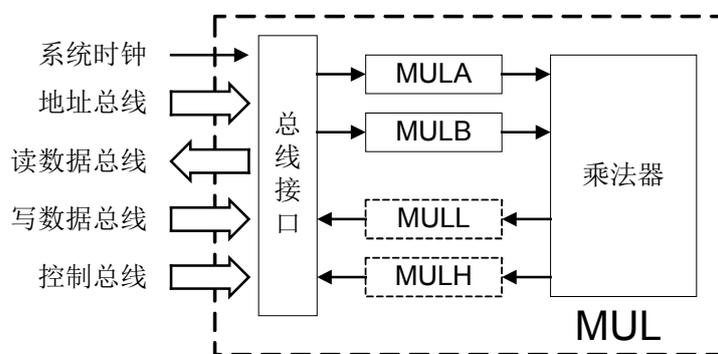 系统时钟
地址总线
读数据总线
写数据总线
控制总线
总线接口
MULA
MULB
MULL
MULH
乘法器
MUL